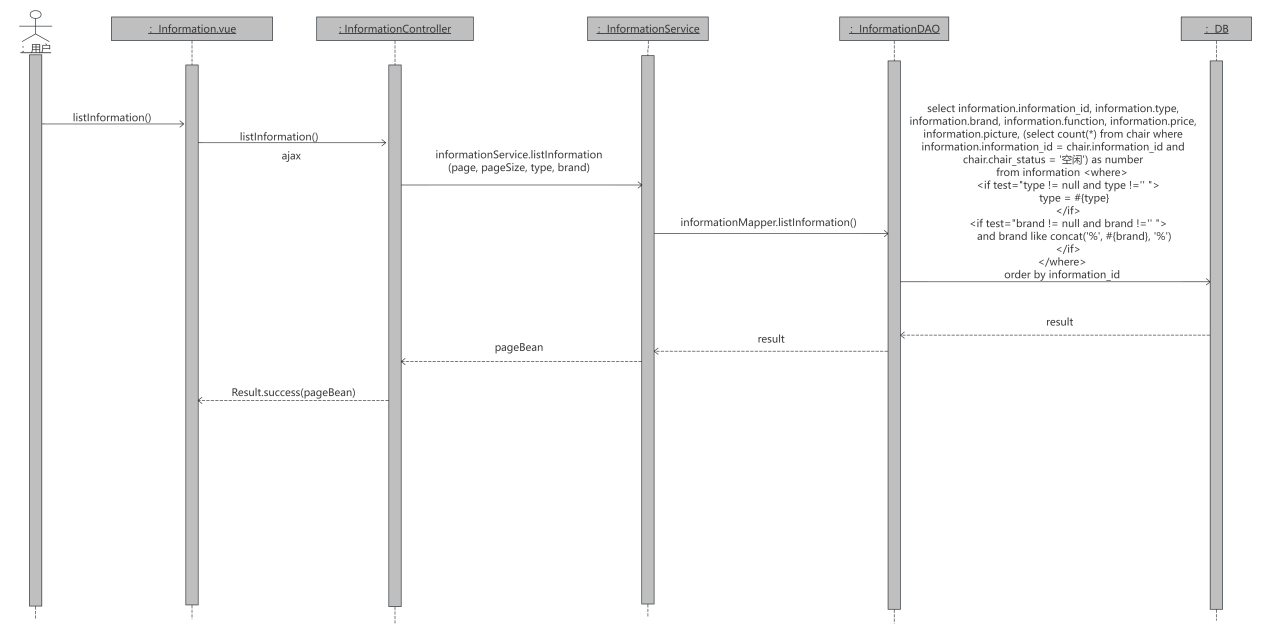 : 用户
: Information.vue
: InformationController
: InformationService
: InformationDAO
: DB
listInformation()
listInformation()
ajax
informationService.listInformation
(page, pageSize, type, brand)
informationMapper.listInformation()
select information.information_id, information.type,
information.brand, information.function, information.price,
information.picture, (select count(*) from chair where
information.information_id = chair.information_id and
chair.chair_status = '空闲') as number
from information <where>
<if test="type != null and type !='' ">
type = #{type}
</if>
<if test="brand != null and brand !='' ">
and brand like concat('%', #{brand}, '%')
</if>
</where>
order by information_id
result
result
pageBean
Result.success(pageBean)